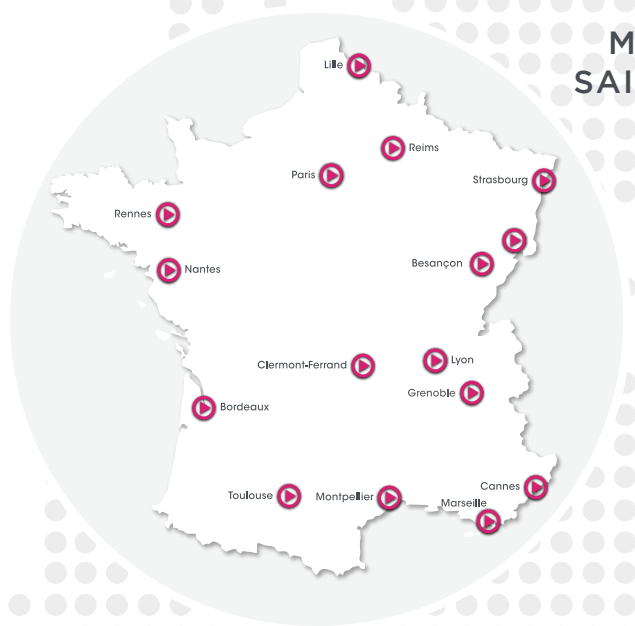 M
SAI
Lille
Reims
Paris
Strasbourg
Rennes
Besançon
Nantes
Clermont-Ferrand
Lyon
Grenoble
Bordeaux
Cannes
Toulouse
Montpellier
Marseille